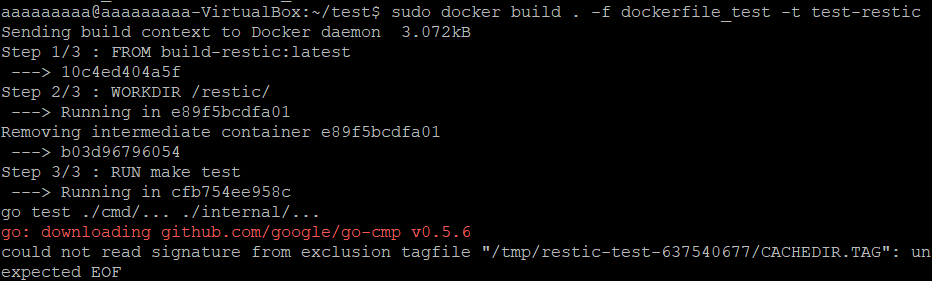 aaaaaaaaa@aaaaaaaaa-VirtualBox:~/test$ sudo docker build . -f dockerfile_test -t test-restic
Sending build context to Docker daemon  3.072kB
Step 1/3 : FROM build-restic:latest
 ---> 10c4ed404a5f
Step 2/3 : WORKDIR /restic/
 ---> Running in e89f5bcdfa01
Removing intermediate container e89f5bcdfa01
 ---> b03d96796054
Step 3/3 : RUN make test
 ---> Running in cfb754ee958c
go test ./cmd/... ./internal/...
go: downloading github.com/google/go-cmp v0.5.6
could not read signature from exclusion tagfile "/tmp/restic-test-637540677/CACHEDIR.TAG": un
expected EOF